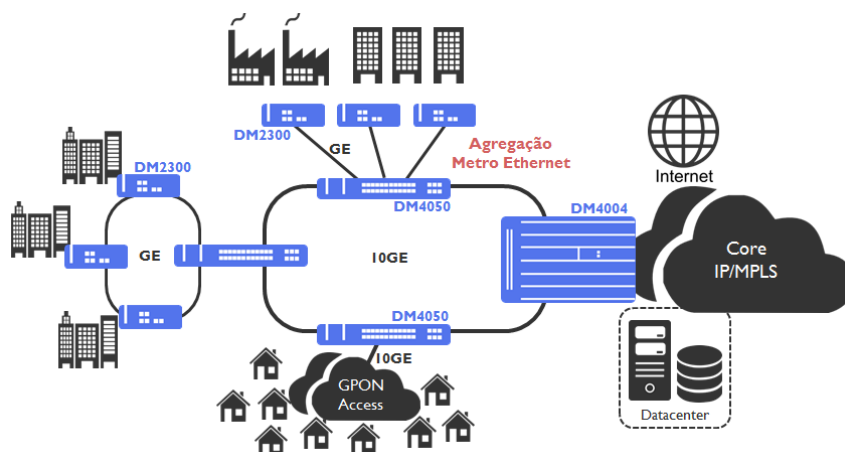 DM2300
GE
Agregação
Metro Ethernet
Internet
DM2300
DM4050
DM4004
GE
10GE
Core
IP/MPLS
DM4050
10GE
GPON
Access
Datacenter